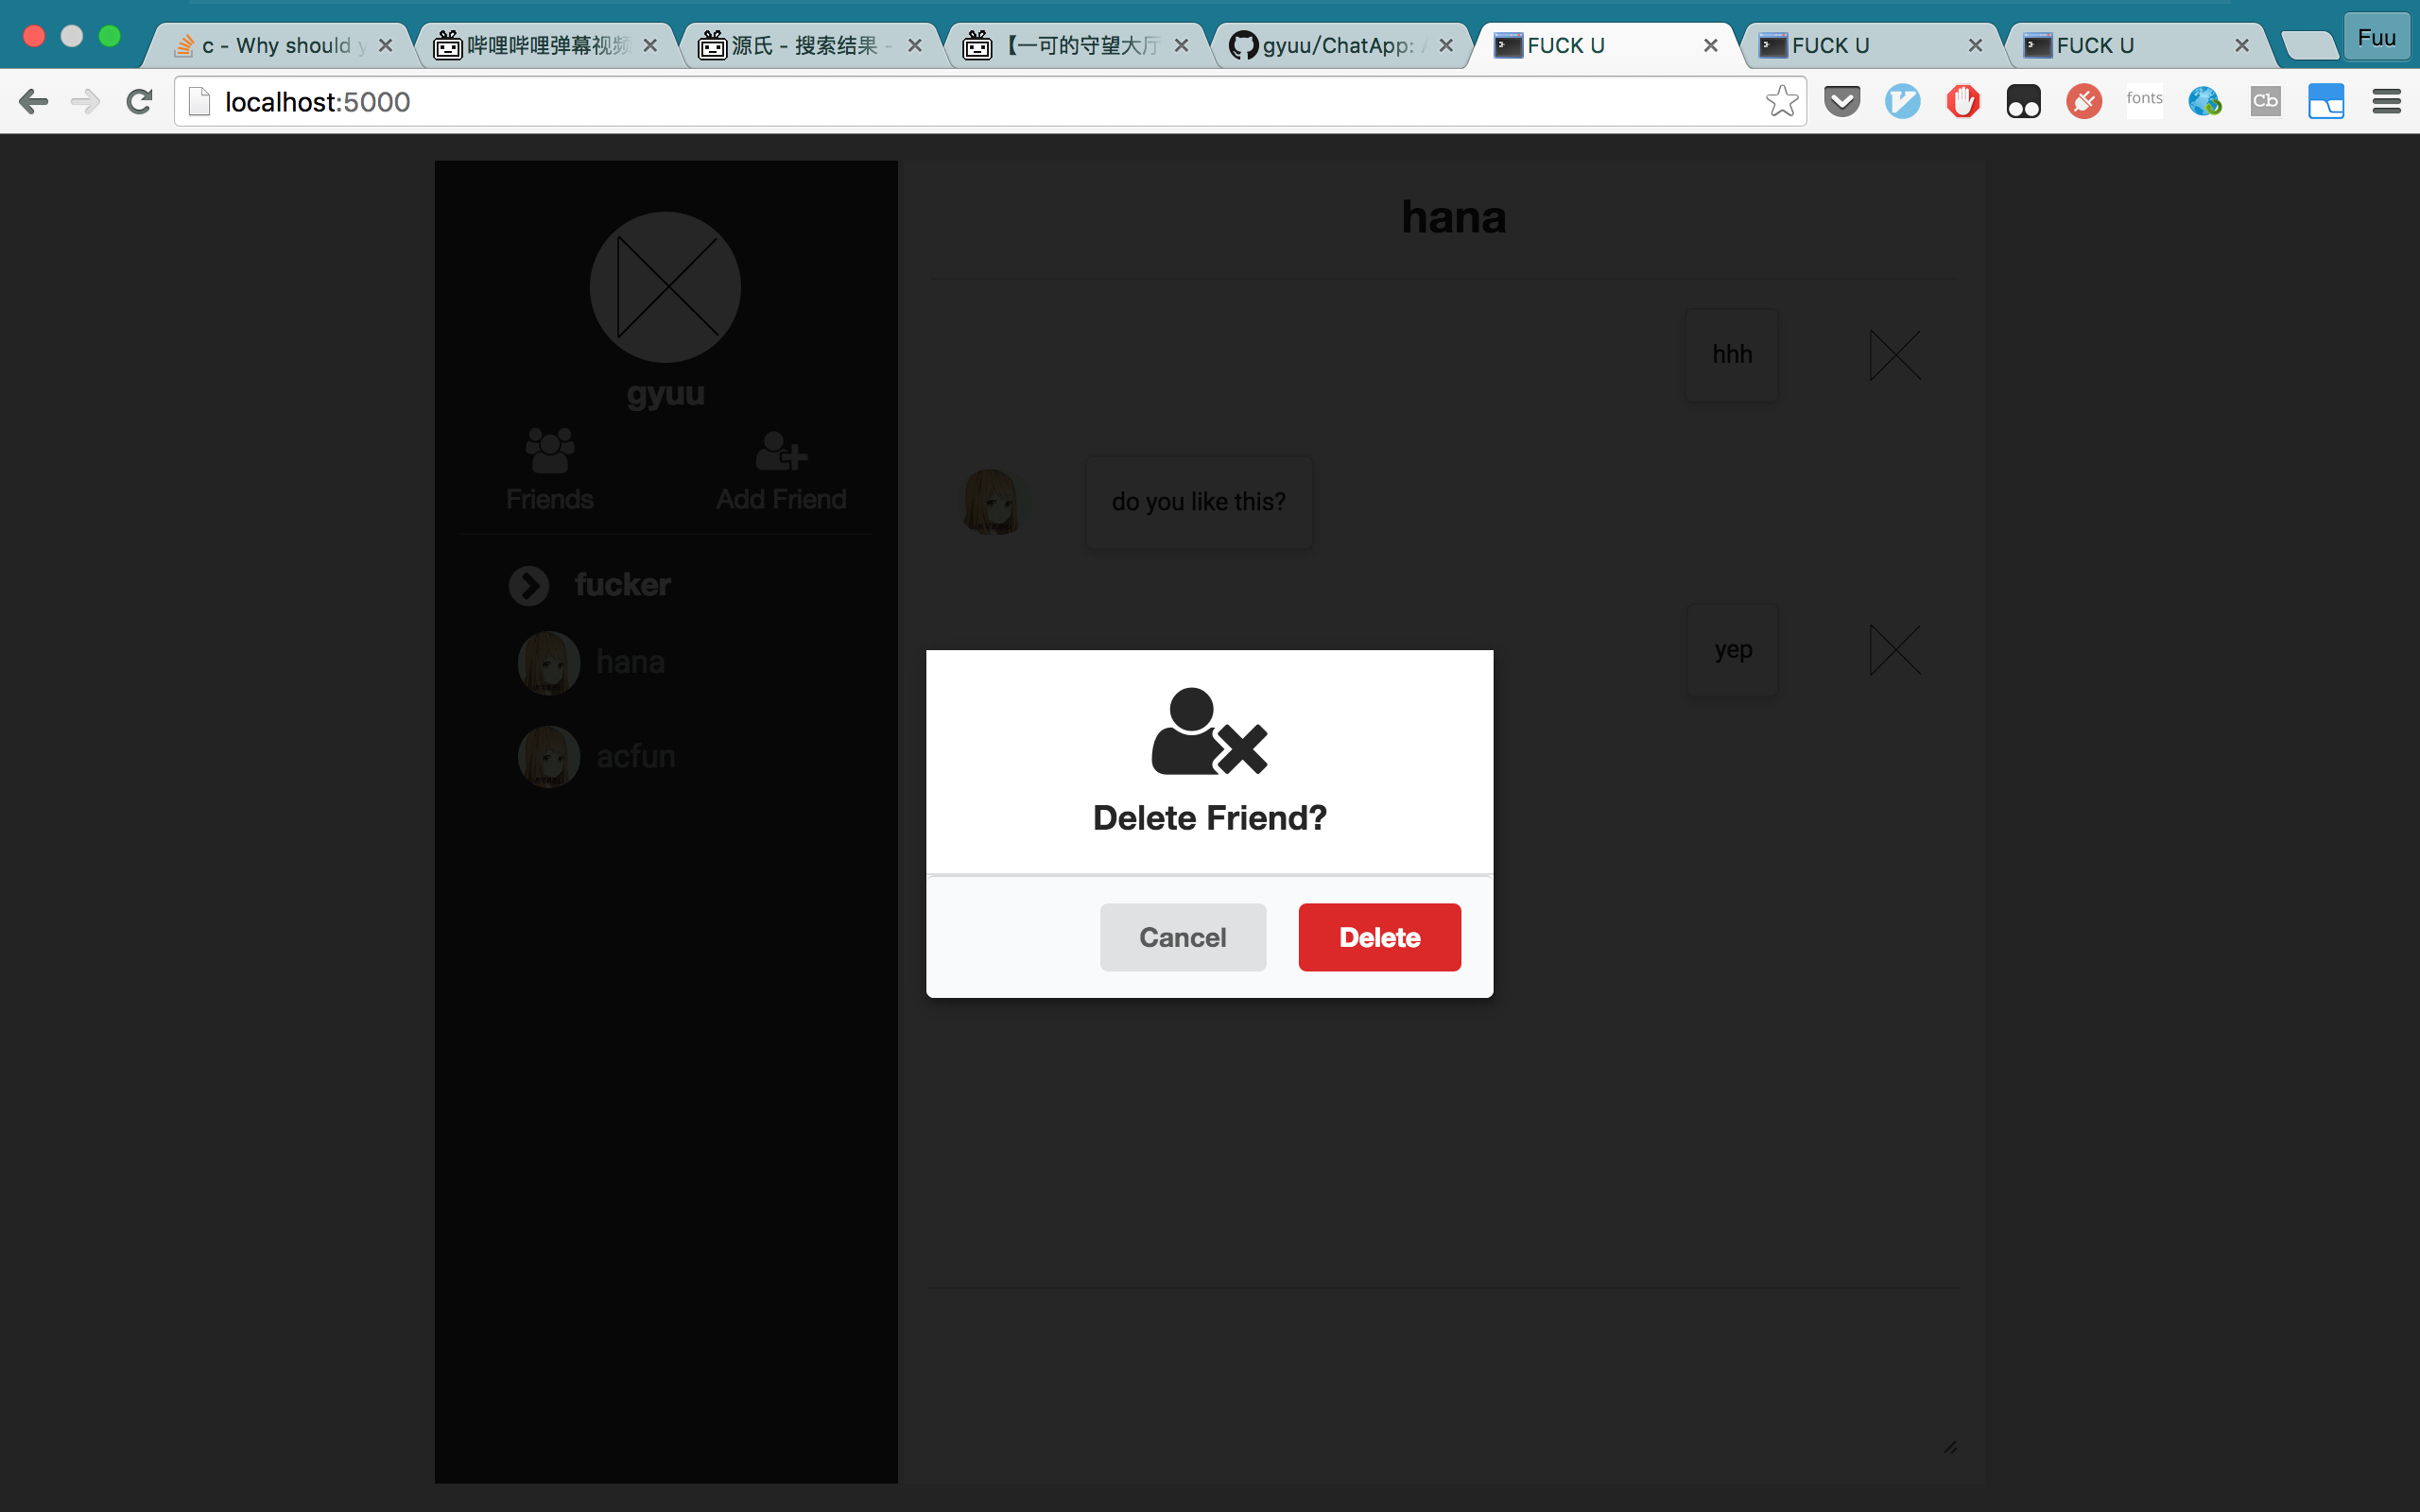 c - Why should y
哔哩哔哩弹幕视频
源氏 - 搜索结果 -
【一可的守望大厅
gyuu/ChatApp: A
FUCK U
FUCK U
FUCK U
Fuu
localhost:5000
fonts
Cb
hana
gyuu
Friends
Add Friend
fucker
hana
acfun
hhh
do you like this?
yep
Delete Friend?
Cancel
Delete